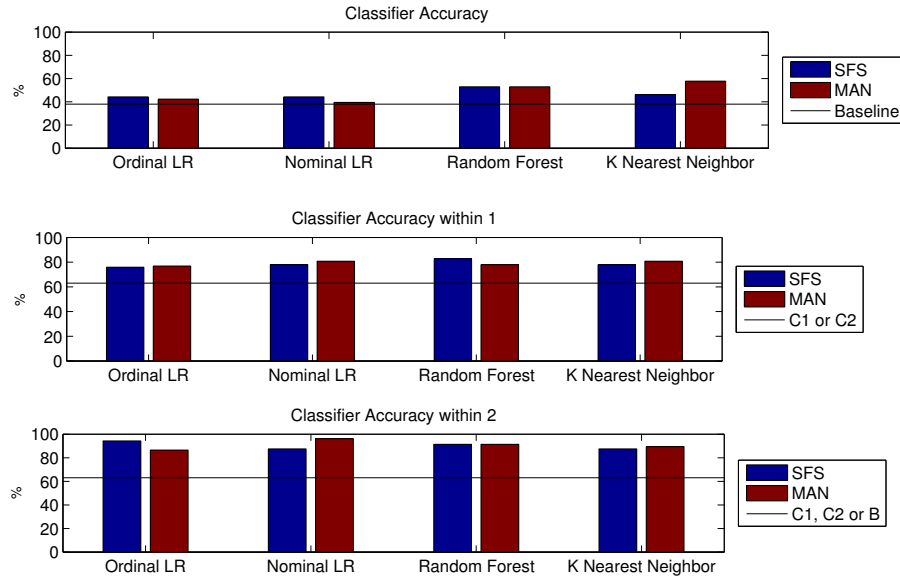 Classifier Accuracy
100
80
60
40
20
0
%
Ordinal LR
Nominal LR
Random Forest
K Nearest Neighbor
SFS
MAN
Baseline
Classifier Accuracy within 1
100
80
60
40
20
0
%
Ordinal LR
Nominal LR
Random Forest
K Nearest Neighbor
SFS
MAN
C1 or C2
Classifier Accuracy within 2
100
80
60
40
20
0
%
Ordinal LR
Nominal LR
Random Forest
K Nearest Neighbor
SFS
MAN
C1, C2 or B